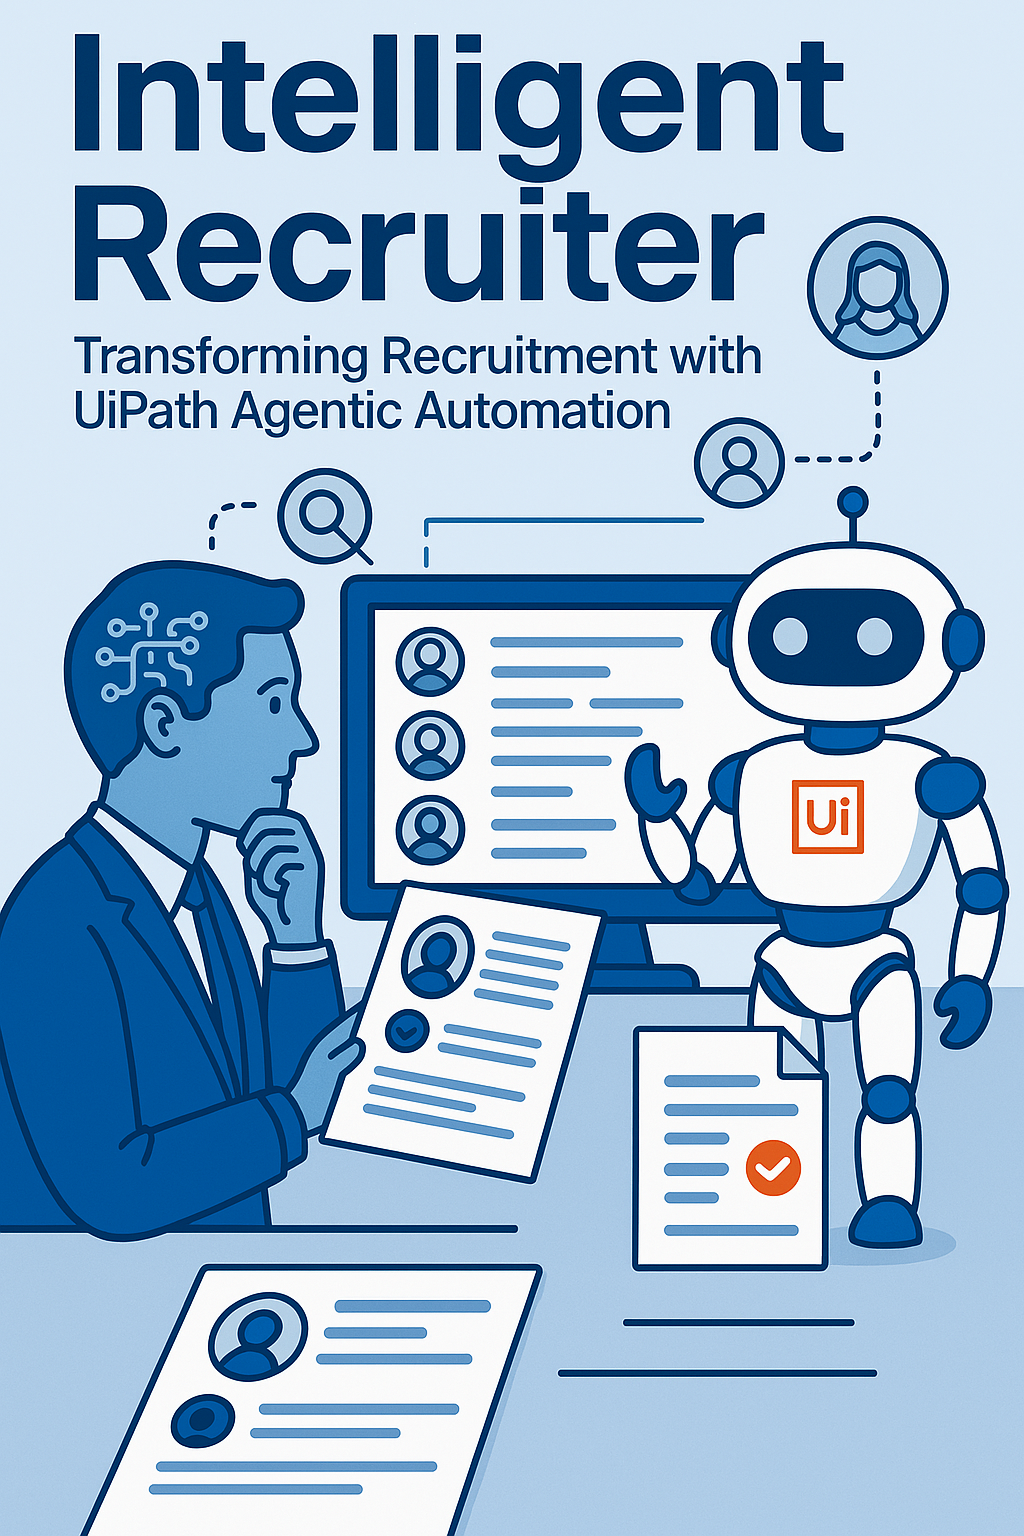 Intelligent
Recruiter
Transforming Recruitment with
UiPath Agentic Automation
Ui